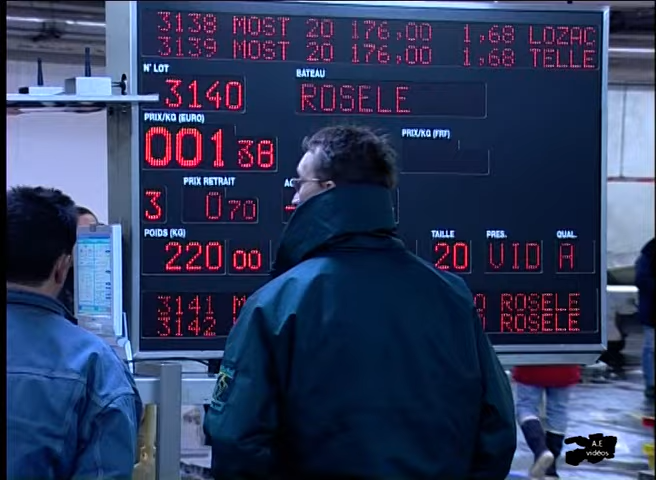 3138 MOST 20 176,00 1,68 LOZAC
3139 MOST 20 176,00 1,68 TELLE
N° LOT
BATEAU
3140 ROSELE
PRIX/KG (EURO)
PRIX/KG (FRF)
001 38
PRIX RETRAIT
3 0 70
POIDS (KG)
TAILLE PRES. QUAL.
220 00 20 VID A
3141 ROSELE
3142 ROSELE
A.E
vidéos